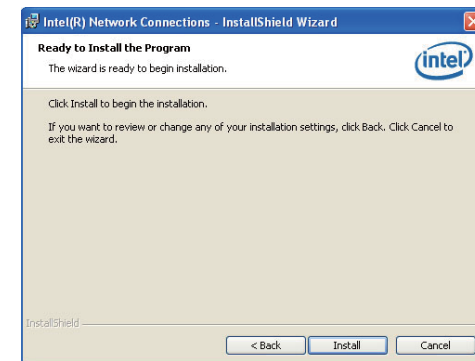 Intel(R) Network Connections - InstallShield Wizard
Ready to Install the Program
The wizard is ready to begin installation.
intel
Click Install to begin the installation.
If you want to review or change any of your installation settings, click Back. Click Cancel to
exit the wizard.
InstallShield
< Back
Install
Cancel